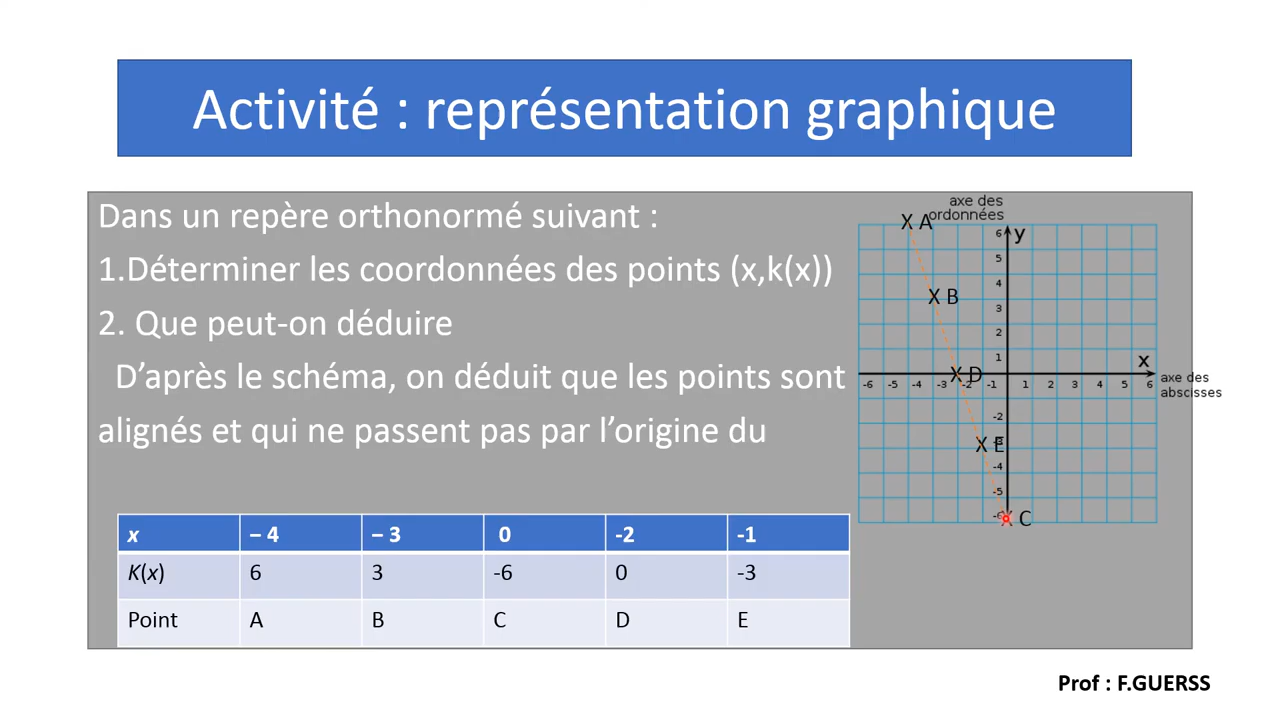 Activité : représentation graphique
Dans un repère orthonormé suivant :
1.Déterminer les coordonnées des points (x,k(x))
2. Que peut-on déduire
D’après le schéma, on déduit que les points sont
alignés et qui ne passent pas par l’origine du
axe des
ordonnées
X A
6 y
5
4
X B
3
2
1
x
X D
-6 -5 -4 -3 -2 -1 1 2 3 4 5 6
axe des
abscisses
-2
X E
-4
-5
-6 X C
x – 4 – 3 0 -2 -1
K(x) 6 3 -6 0 -3
Point A B C D E
Prof : F.GUERSS